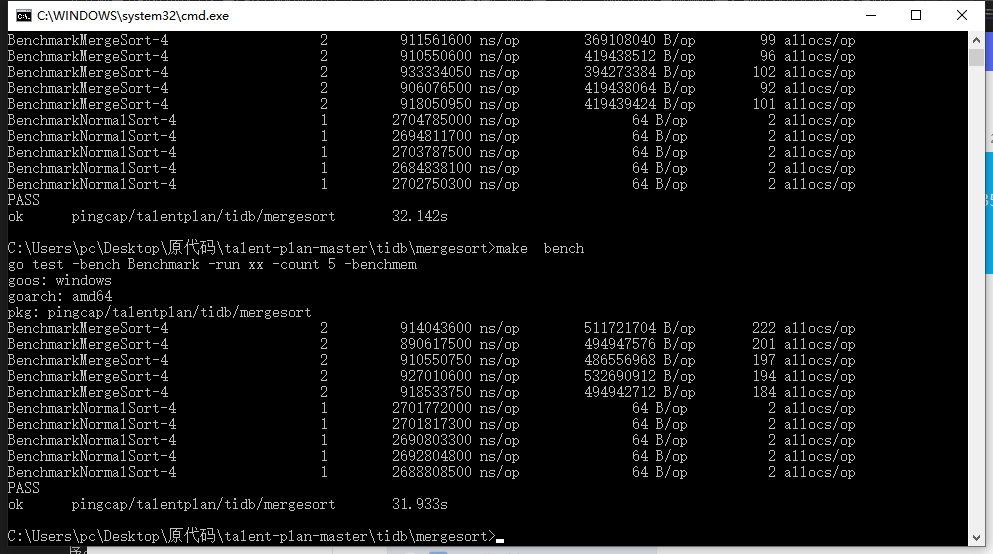 C:\WINDOWS\system32\cmd.exe
BenchmarkMergeSort-4 2 911561600 ns/op 369108040 B/op 99 allocs/op
BenchmarkMergeSort-4 2 910550600 ns/op 419438512 B/op 96 allocs/op
BenchmarkMergeSort-4 2 933334050 ns/op 394273384 B/op 102 allocs/op
BenchmarkMergeSort-4 2 906076500 ns/op 419438064 B/op 92 allocs/op
BenchmarkMergeSort-4 2 918050950 ns/op 419439424 B/op 101 allocs/op
BenchmarkNormalSort-4 1 2704785000 ns/op 64 B/op 2 allocs/op
BenchmarkNormalSort-4 1 2694811700 ns/op 64 B/op 2 allocs/op
BenchmarkNormalSort-4 1 2703787500 ns/op 64 B/op 2 allocs/op
BenchmarkNormalSort-4 1 2684838100 ns/op 64 B/op 2 allocs/op
BenchmarkNormalSort-4 1 2702750300 ns/op 64 B/op 2 allocs/op
PASS
ok pingcap/talentplan/tidb/mergesort 32.142s
C:\Users\pc\Desktop\原代码\talent-plan-master\tidb\mergesort>make  bench
go test -bench Benchmark -run xx -count 5 -benchmem
goos: windows
goarch: amd64
pkg: pingcap/talentplan/tidb/mergesort
BenchmarkMergeSort-4 2 914043600 ns/op 511721704 B/op 222 allocs/op
BenchmarkMergeSort-4 2 890617500 ns/op 494947576 B/op 201 allocs/op
BenchmarkMergeSort-4 2 910550750 ns/op 486556968 B/op 197 allocs/op
BenchmarkMergeSort-4 2 927010600 ns/op 532690912 B/op 194 allocs/op
BenchmarkMergeSort-4 2 918533750 ns/op 494942712 B/op 184 allocs/op
BenchmarkNormalSort-4 1 2701772000 ns/op 64 B/op 2 allocs/op
BenchmarkNormalSort-4 1 2701817300 ns/op 64 B/op 2 allocs/op
BenchmarkNormalSort-4 1 2690803300 ns/op 64 B/op 2 allocs/op
BenchmarkNormalSort-4 1 2692804800 ns/op 64 B/op 2 allocs/op
BenchmarkNormalSort-4 1 2688808500 ns/op 64 B/op 2 allocs/op
PASS
ok pingcap/talentplan/tidb/mergesort 31.933s
C:\Users\pc\Desktop\原代码\talent-plan-master\tidb\mergesort>